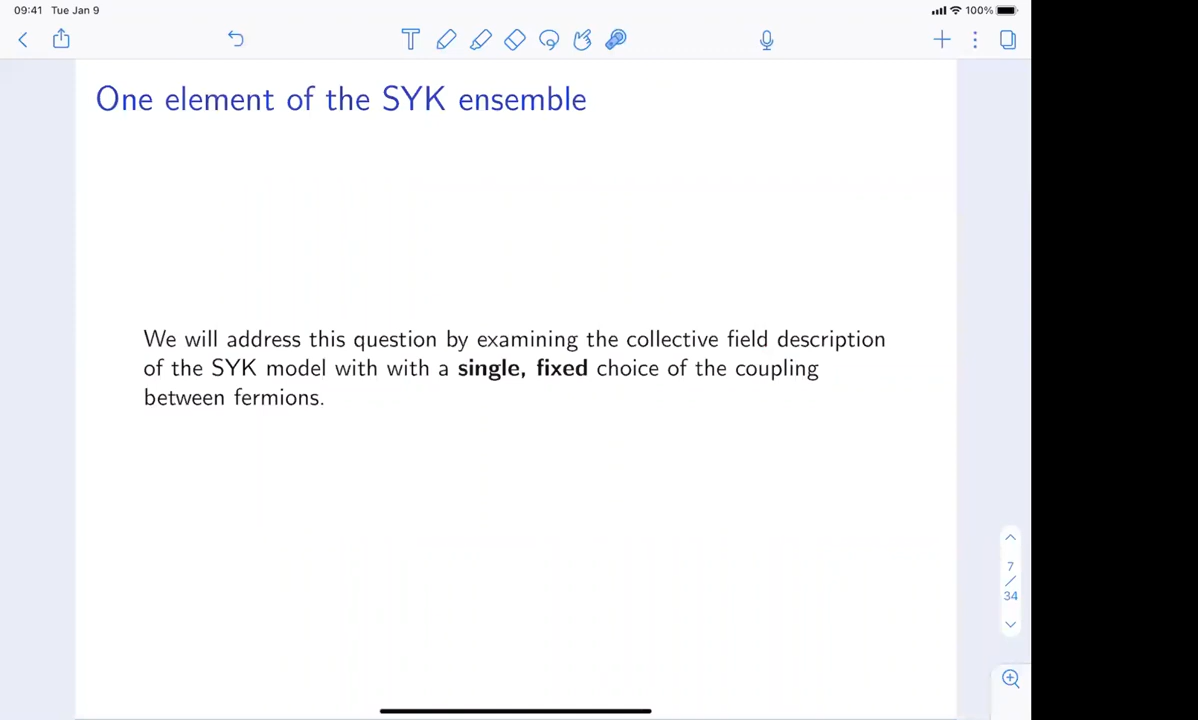 09:41 Tue Jan 9
100%
One element of the SYK ensemble
We will address this question by examining the collective field description
of the SYK model with with a single, fixed choice of the coupling
between fermions.
7
/
34